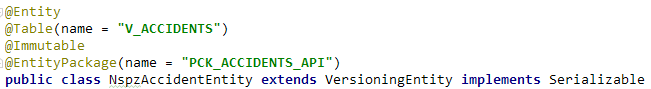 @Entity
@Table(name = "V_ACCIDENTS")
@Immutable
@EntityPackage(name = "PCK_ACCIDENTS_API")
public class NspzAccidentEntity extends VersioningEntity implements Serializable